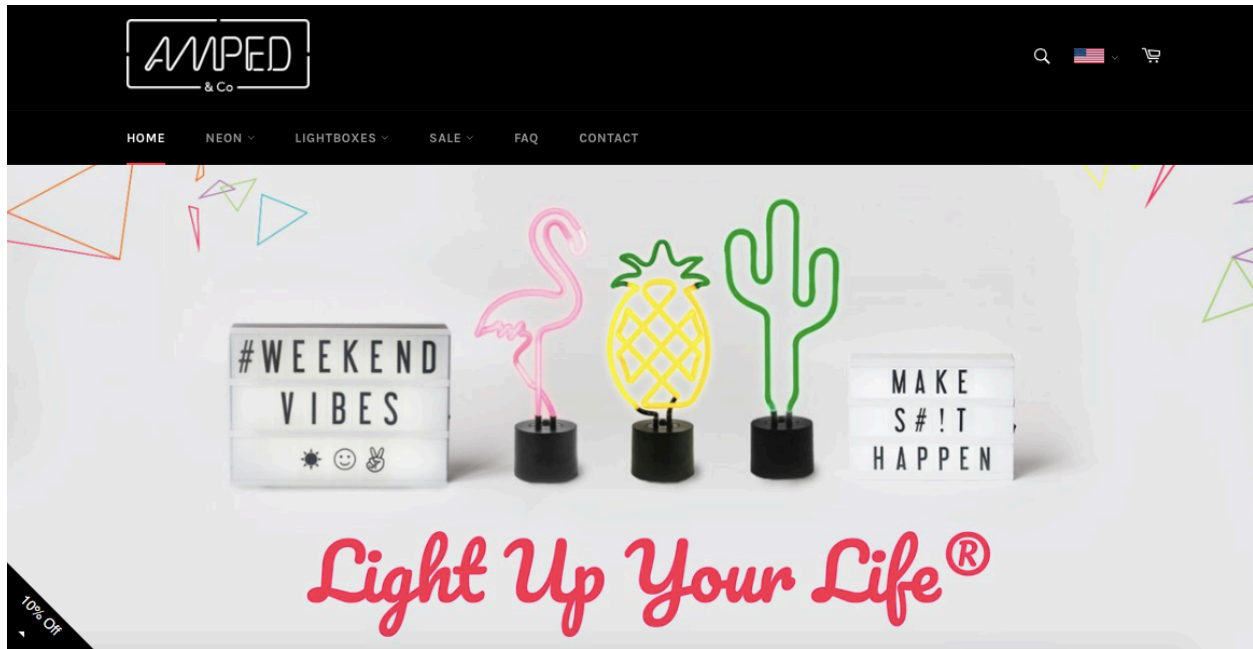 AMPED
& Co
HOME NEON LIGHTBOXES SALE FAQ CONTACT
#WEEKEND
VIBES
MAKE
S#!T
HAPPEN
Light Up Your Life®
10% Off